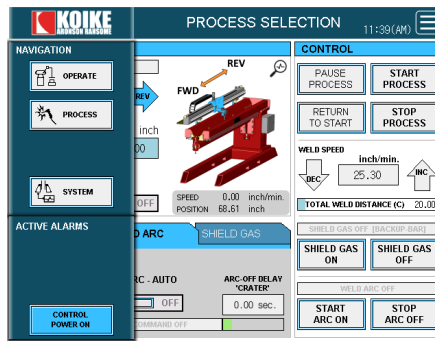 KOIKE
ARONSON RANSOME
PROCESS SELECTION
11:39(AM)
NAVIGATION
OPERATE
PROCESS
SYSTEM
ACTIVE ALARMS
CONTROL
POWER ON
REV
REV
FWD
inch
00
OFF
SPEED 0.00 inch/min.
POSITION 68.61 inch
D ARC
SHIELD GAS
RC - AUTO
OFF
ARC-OFF DELAY
'CRATER'
0.00 sec.
COMMAND OFF
CONTROL
PAUSE
PROCESS
START
PROCESS
RETURN
TO START
STOP
PROCESS
WELD SPEED
inch/min.
DEC
25.30
INC
TOTAL WELD DISTANCE (C) 20.00
SHIELD GAS OFF [BACKUP-BAR]
SHIELD GAS
ON
SHIELD GAS
OFF
WELD ARC OFF
START
ARC ON
STOP
ARC OFF